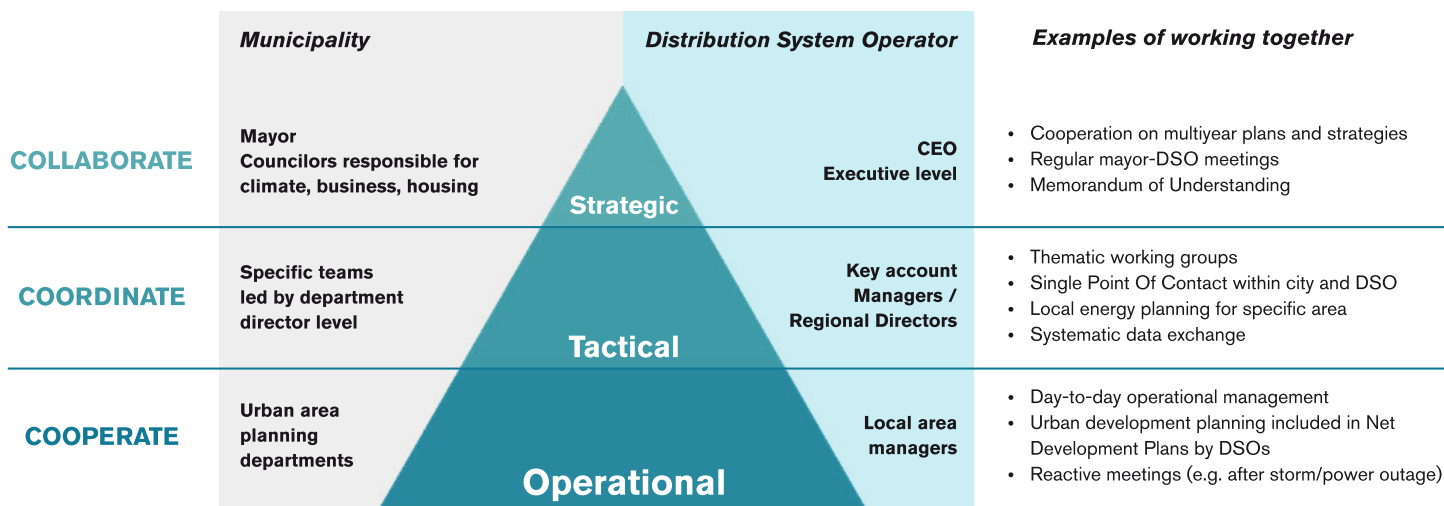 Municipality
Distribution System Operator
Examples of working together
COLLABORATE
Mayor
Councilors responsible for
climate, business, housing
Strategic
CEO
Executive level
• Cooperation on multiyear plans and strategies
• Regular mayor-DSO meetings
• Memorandum of Understanding
COORDINATE
Specific teams
led by department
director level
Tactical
Key account
Managers /
Regional Directors
• Thematic working groups
• Single Point Of Contact within city and DSO
• Local energy planning for specific area
• Systematic data exchange
COOPERATE
Urban area
planning
departments
Operational
Local area
managers
• Day-to-day operational management
• Urban development planning included in Net
Development Plans by DSOs
• Reactive meetings (e.g. after storm/power outage)